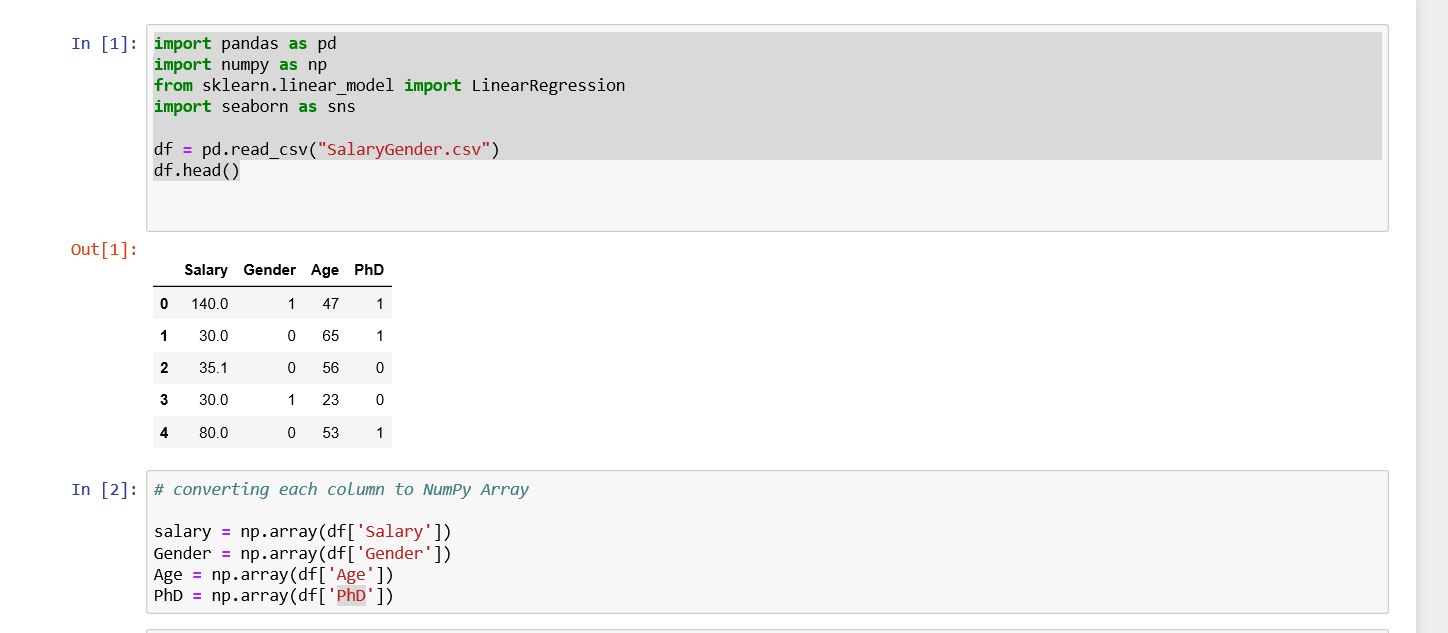 In [1]: import pandas as pd
import numpy as np
from sklearn.linear_model import LinearRegression
import seaborn as sns
df = pd.read_csv("SalaryGender.csv")
df.head()
Out[1]:
Salary Gender Age PhD
0 140.0 1 47 1
1 30.0 0 65 1
2 35.1 0 56 0
3 30.0 1 23 0
4 80.0 0 53 1
In [2]: # converting each column to NumPy Array
salary = np.array(df['Salary'])
Gender = np.array(df['Gender'])
Age = np.array(df['Age'])
PhD = np.array(df['PhD'])